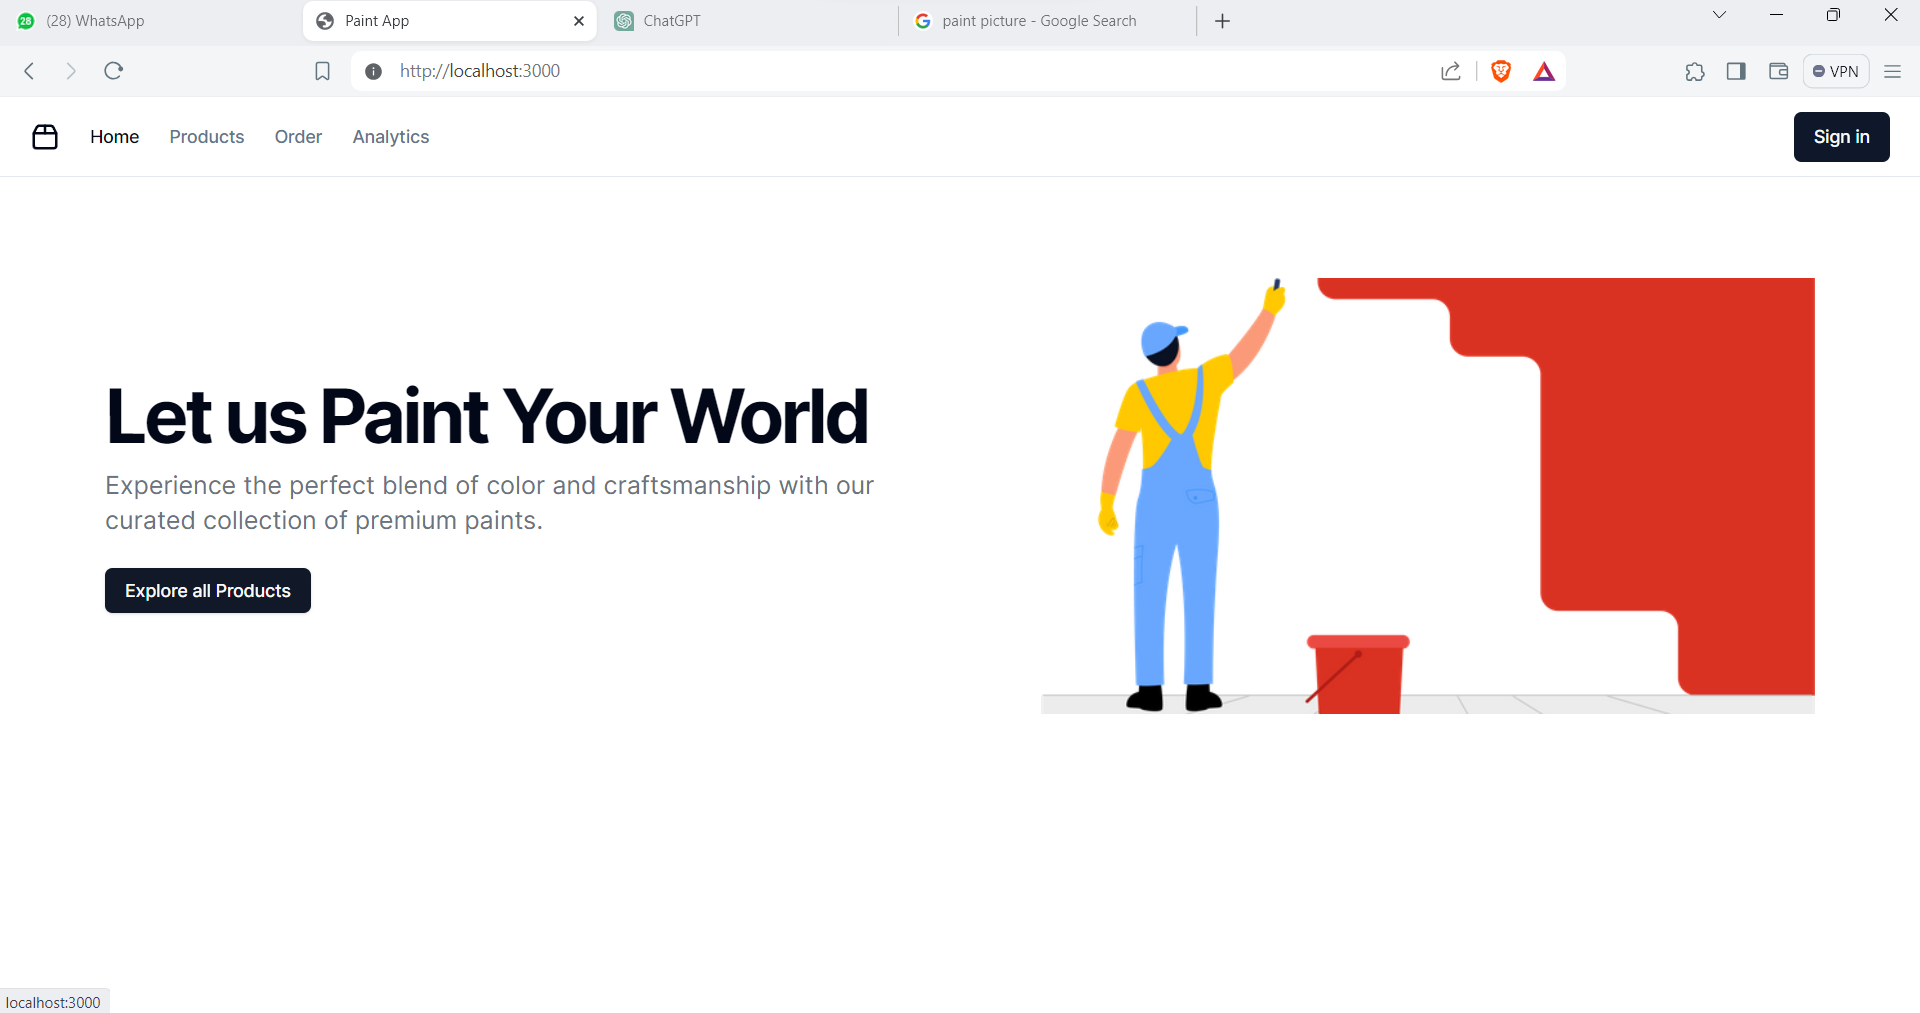 28 (28) WhatsApp
Paint App
ChatGPT
paint picture - Google Search
http://localhost:3000
VPN
Home
Products
Order
Analytics
Sign in
Let us Paint Your World
Experience the perfect blend of color and craftsmanship with our
curated collection of premium paints.
Explore all Products
localhost:3000